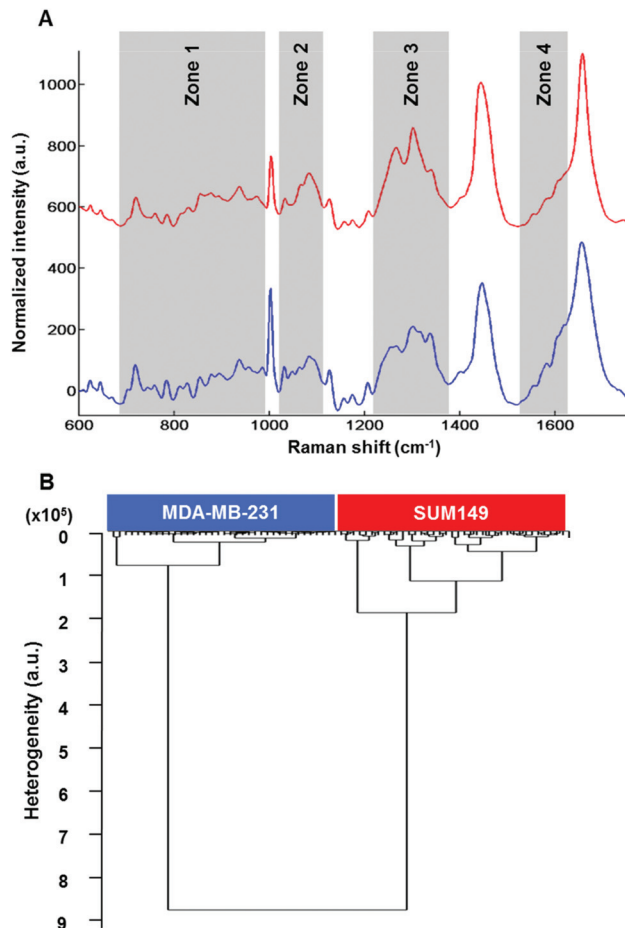 A
Zone 1
Zone 2
Zone 3
Zone 4
Normalized intensity (a.u.)
1000
800
600
400
200
0
600
800
1000
1200
1400
1600
Raman shift (cm⁻¹)
B
(x10⁵)
MDA-MB-231
SUM149
Heterogeneity (a.u.)
0
1
2
3
4
5
6
7
8
9